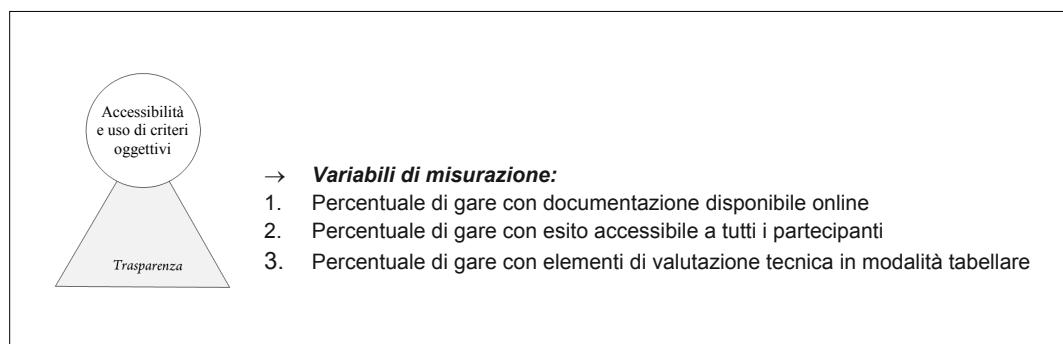 Accessibilità
e uso di criteri
oggettivi
Trasparenza
→ Variabili di misurazione:
1. Percentuale di gare con documentazione disponibile online
2. Percentuale di gare con esito accessibile a tutti i partecipanti
3. Percentuale di gare con elementi di valutazione tecnica in modalità tabellare